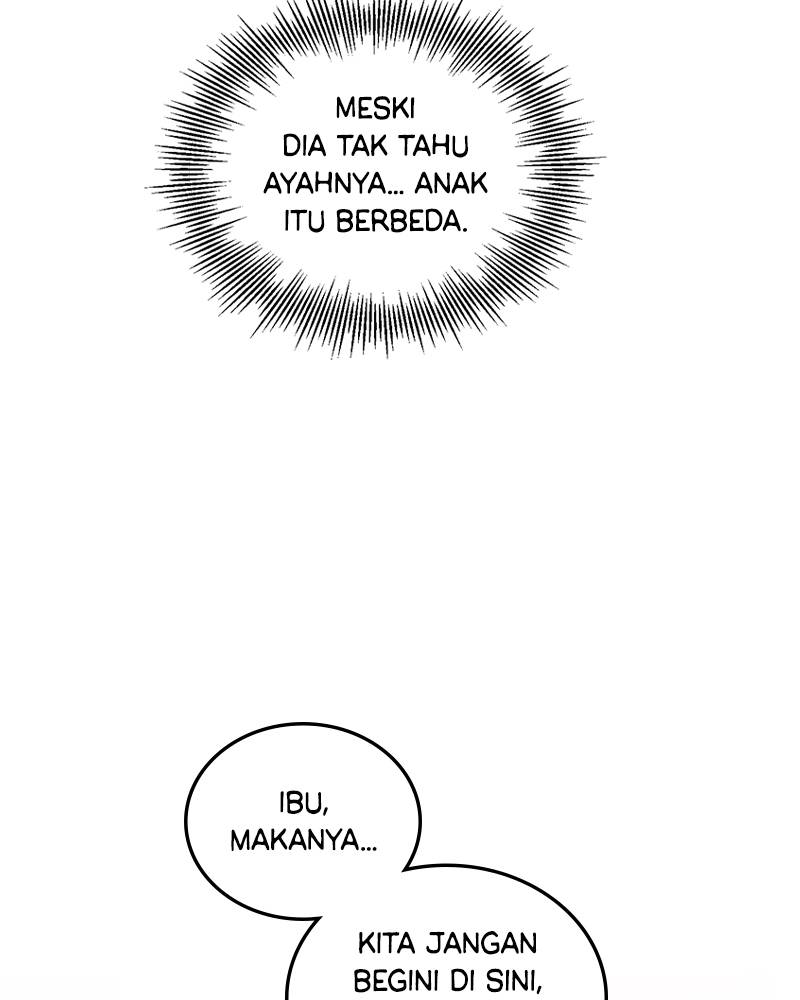 MESKI
DIA TAK TAHU
AYAHNYA... ANAK
ITU BERBEDA.
IBU,
MAKANYA...
KITA JANGAN
BEGINI DI SINI,